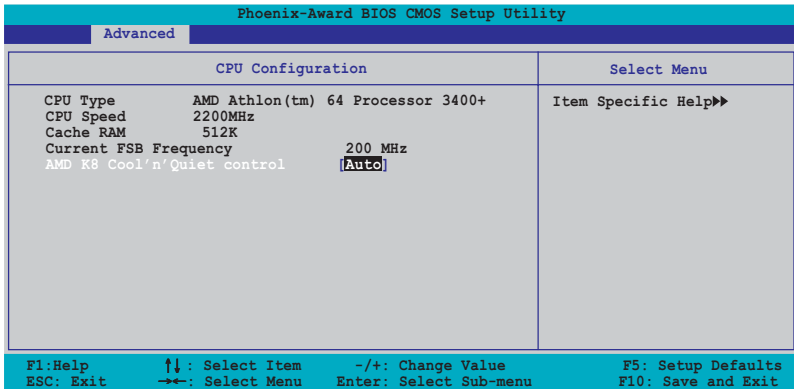 Phoenix-Award BIOS CMOS Setup Utility
Advanced
CPU Configuration
Select Menu
CPU Type AMD Athlon(tm) 64 Processor 3400+
CPU Speed 2200MHz
Cache RAM 512K
Current FSB Frequency 200 MHz
AMD K8 Cool'n'Quiet control [Auto]
Item Specific Help▶▶
F1:Help ↑↓: Select Item -/+: Change Value F5: Setup Defaults
ESC: Exit →←: Select Menu Enter: Select Sub-menu F10: Save and Exit